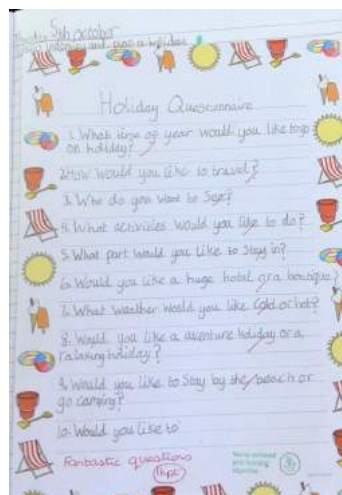 5th October
Holiday Questionnaire
1. What time of year would you like to go
on holiday?
2. How would you like to travel?
3. Who do you want to see?
4. What activities would you like to do?
5. What part would you like to stay in?
6. Would you like a huge hotel or a boutique?
7. What weather would you like cold or hot?
8. Would you like a aventure holiday or a
relaxing holiday?
9. Would you like to stay by the beach or
go camping?
10. Would you like to
Fantastic questions
1hpt